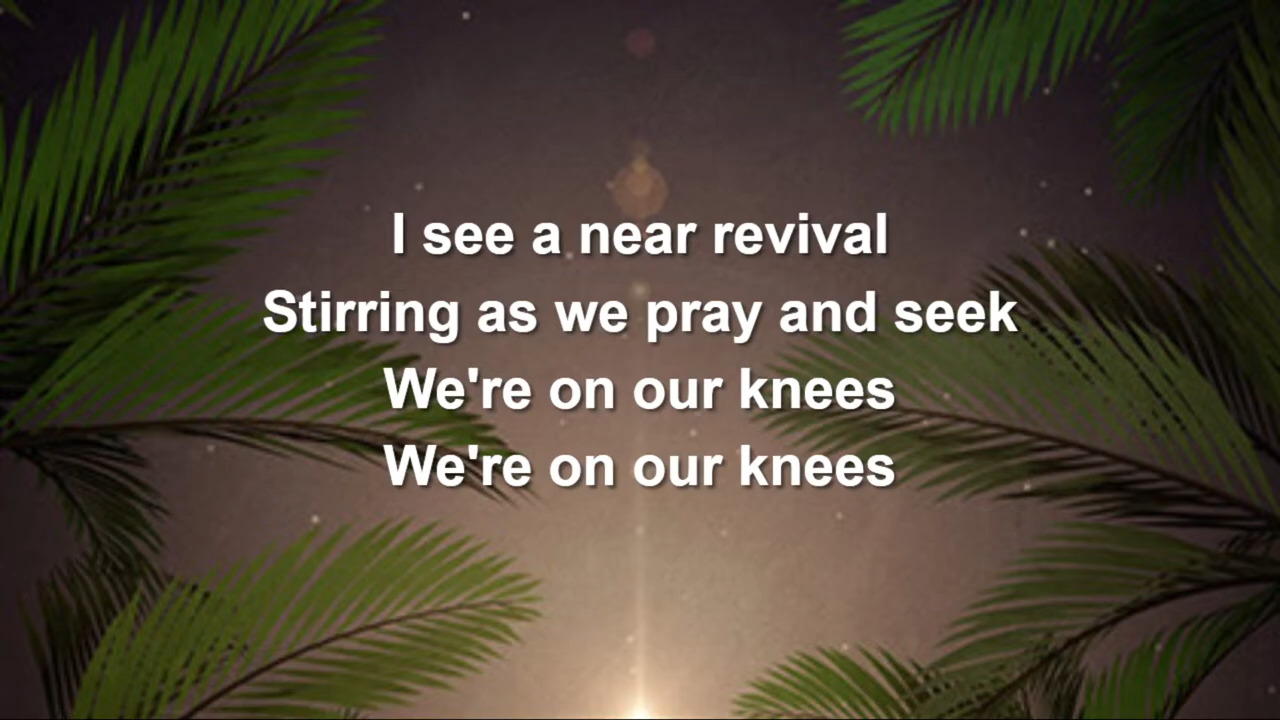 I see a near revival
Stirring as we pray and seek
We're on our knees
We're on our knees